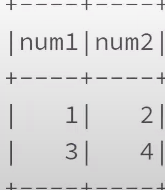 +----+----+
|num1|num2|
+----+----+
|   1|   2|
|   3|   4|
+----+----+